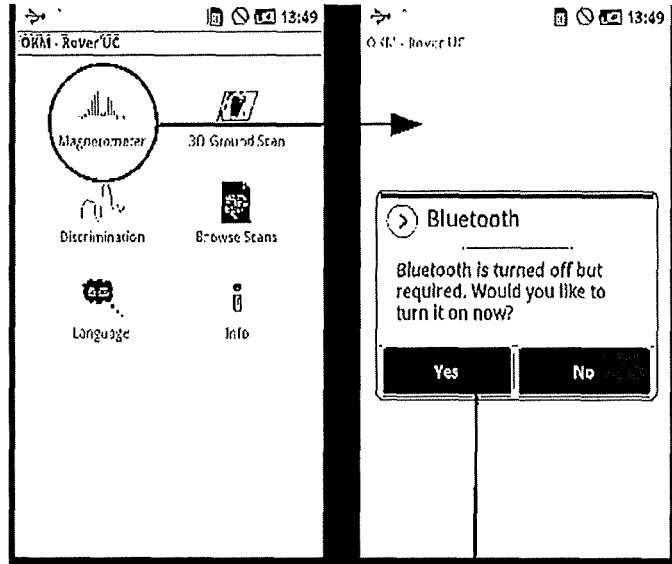 13:49
OKM - Rover UC
Magnetometer
3D Ground Scan
Discrimination
Browse Scans
Language
Info
13:49
OKM - Rover UC
Bluetooth
Bluetooth is turned off but
required. Would you like to
turn it on now?
Yes
No